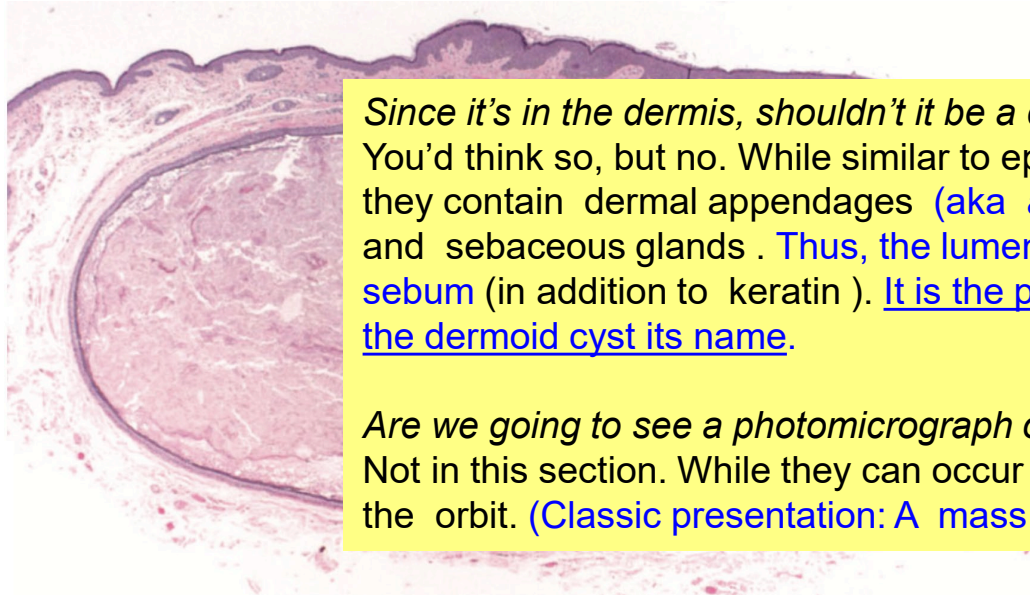 Since it's in the dermis, shouldn't it be a
You'd think so, but no. While similar to
they contain dermal appendages (aka
and sebaceous glands . Thus, the
sebum (in addition to keratin ). It is the
the dermoid cyst its name.
Are we going to see a photomicrograph
Not in this section. While they can occur
the orbit. (Classic presentation: A mass